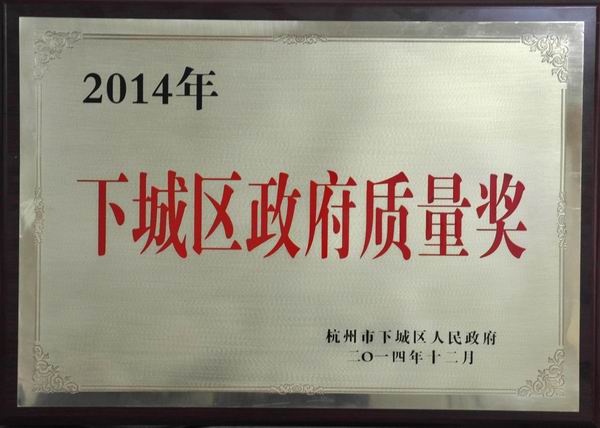 2014年
下城区政府质量奖
杭州市下城区人民政府
二〇一四年十二月